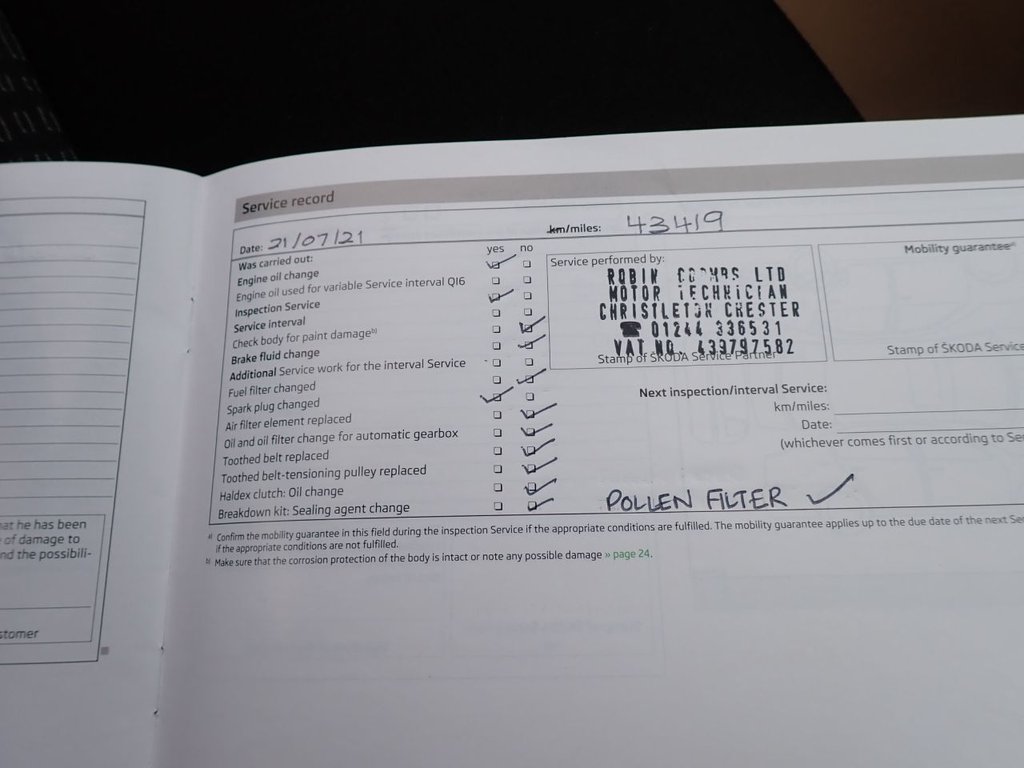 Service record
Date: 21/07/21
km/miles: 43419
Was carried out:
yes no
Engine oil change
Engine oil used for variable Service interval QI6
Inspection Service
Service interval
Check body for paint damageᵇ⁾
Brake fluid change
Additional Service work for the interval Service
Fuel filter changed
Spark plug changed
Air filter element replaced
Oil and oil filter change for automatic gearbox
Toothed belt replaced
Toothed belt-tensioning pulley replaced
Haldex clutch: Oil change
Breakdown kit: Sealing agent change
Service performed by:
ROBIN LTD
MOTOR TECHNICIAN
CHRISTLETON CHESTER
☎ 01244 336531
VAT NO. 439797582
Stamp of ŠKODA Service Partner
Mobility guaranteeᵃ⁾
Stamp of ŠKODA Service
Next inspection/interval Service:
km/miles:
Date:
(whichever comes first or according to
POLLEN FILTER ✓
ᵃ⁾ Confirm the mobility guarantee in this field during the inspection Service if the appropriate conditions are fulfilled. The mobility guarantee applies up to the due date of the next
if the appropriate conditions are not fulfilled.
ᵇ⁾ Make sure that the corrosion protection of the body is intact or note any possible damage » page 24.
at he has been
of damage to
nd the possibili-
stomer